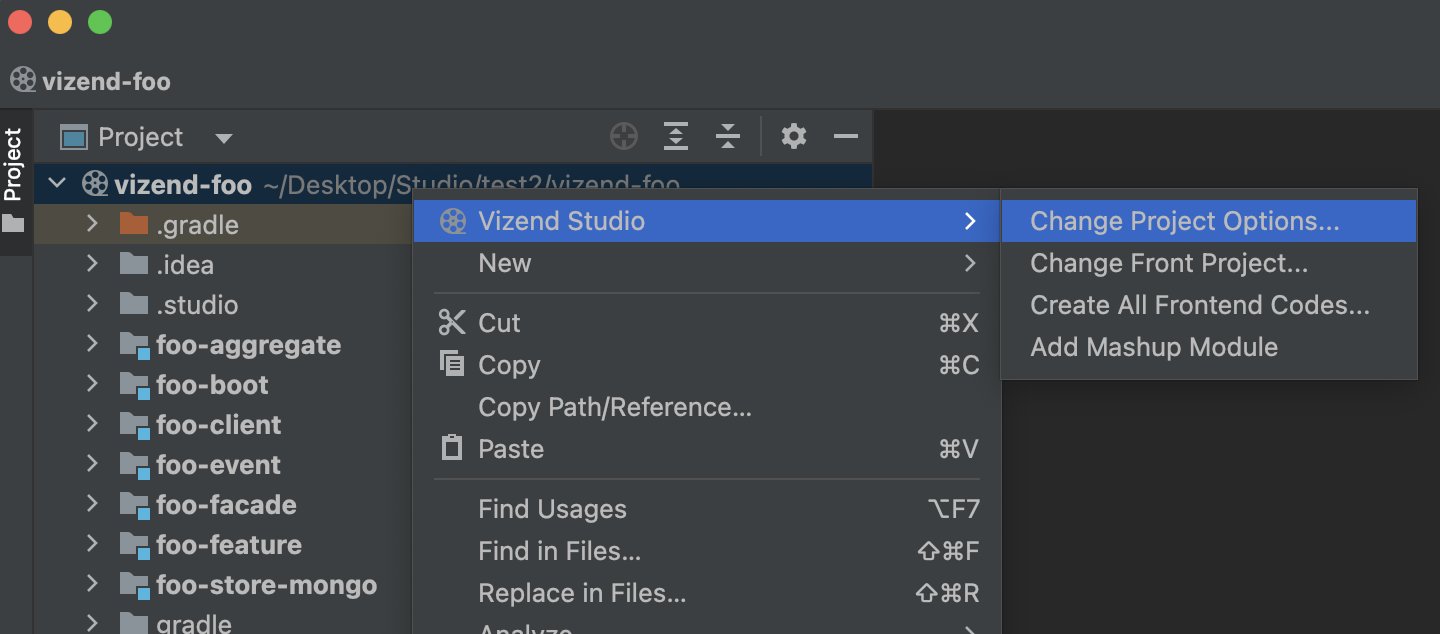 vizend-foo
Project
Project
vizend-foo ~/Desktop/Studio/test2/vizend-foo
.gradle
.idea
.studio
foo-aggregate
foo-boot
foo-client
foo-event
foo-facade
foo-feature
foo-store-mongo
gradle
Vizend Studio
New
Cut ⌘X
Copy ⌘C
Copy Path/Reference...
Paste ⌘V
Find Usages ⌥F7
Find in Files... ⇧⌘F
Replace in Files... ⇧⌘R
Analyze
Change Project Options...
Change Front Project...
Create All Frontend Codes...
Add Mashup Module